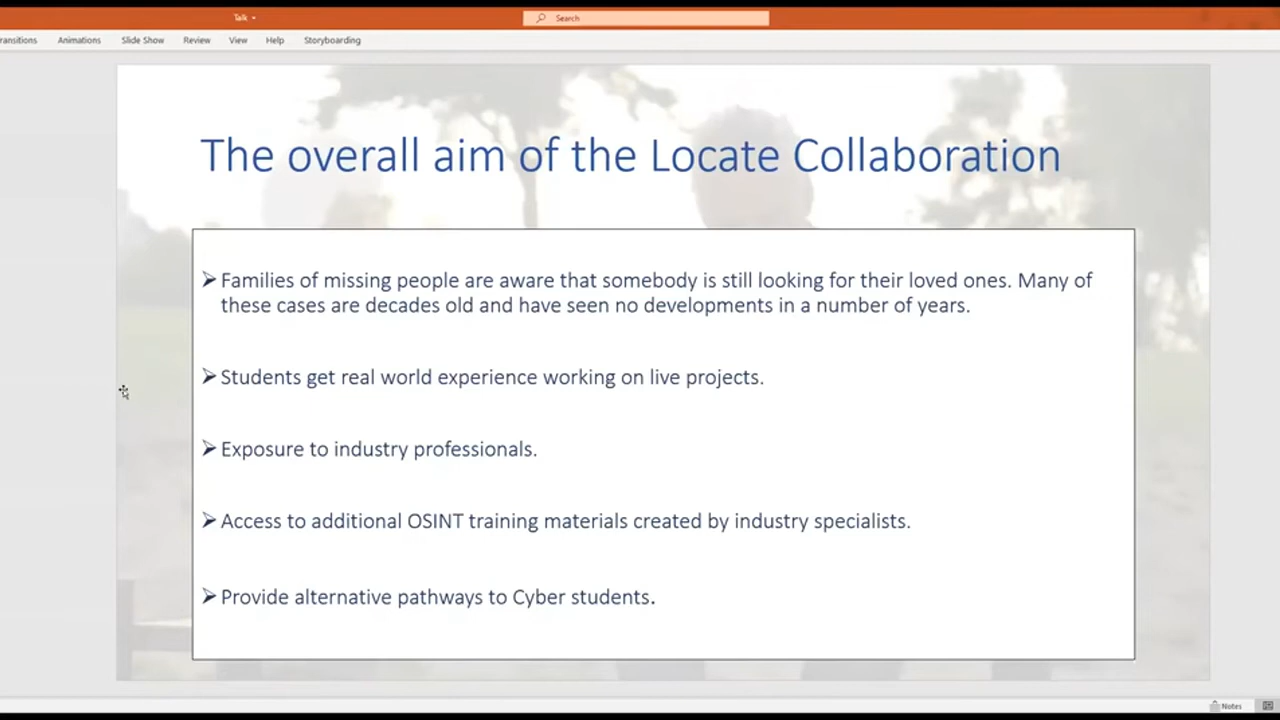 Talk
Search
ransitions Animations Slide Show Review View Help Storyboarding
The overall aim of the Locate Collaboration
Families of missing people are aware that somebody is still looking for their loved ones. Many of
these cases are decades old and have seen no developments in a number of years.
Students get real world experience working on live projects.
Exposure to industry professionals.
Access to additional OSINT training materials created by industry specialists.
Provide alternative pathways to Cyber students.
Notes